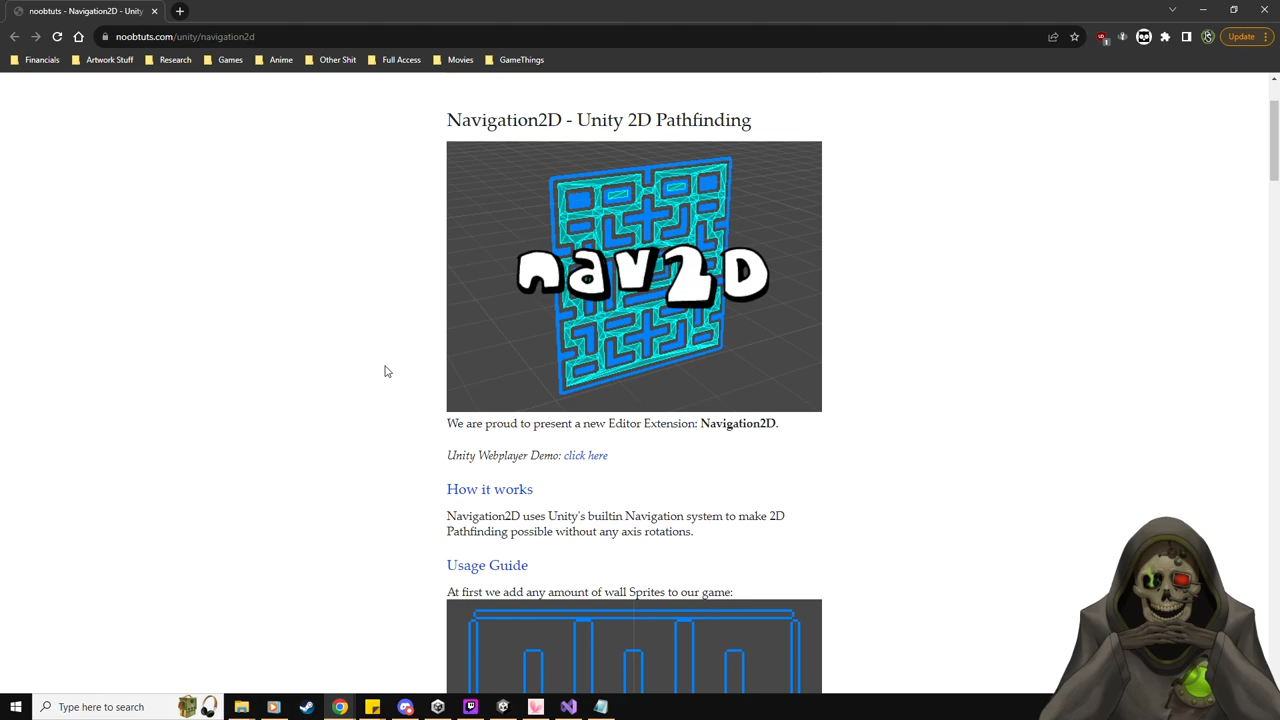 noobtuts - Navigation2D - Unity
noobtuts.com/unity/navigation2d
Update
Financials
Artwork Stuff
Research
Games
Anime
Other Shit
Full Access
Movies
GameThings
Navigation2D - Unity 2D Pathfinding
nav2D
We are proud to present a new Editor Extension: Navigation2D.
Unity Webplayer Demo: click here
How it works
Navigation2D uses Unity's builtin Navigation system to make 2D
Pathfinding possible without any axis rotations.
Usage Guide
At first we add any amount of wall Sprites to our game:
Type here to search